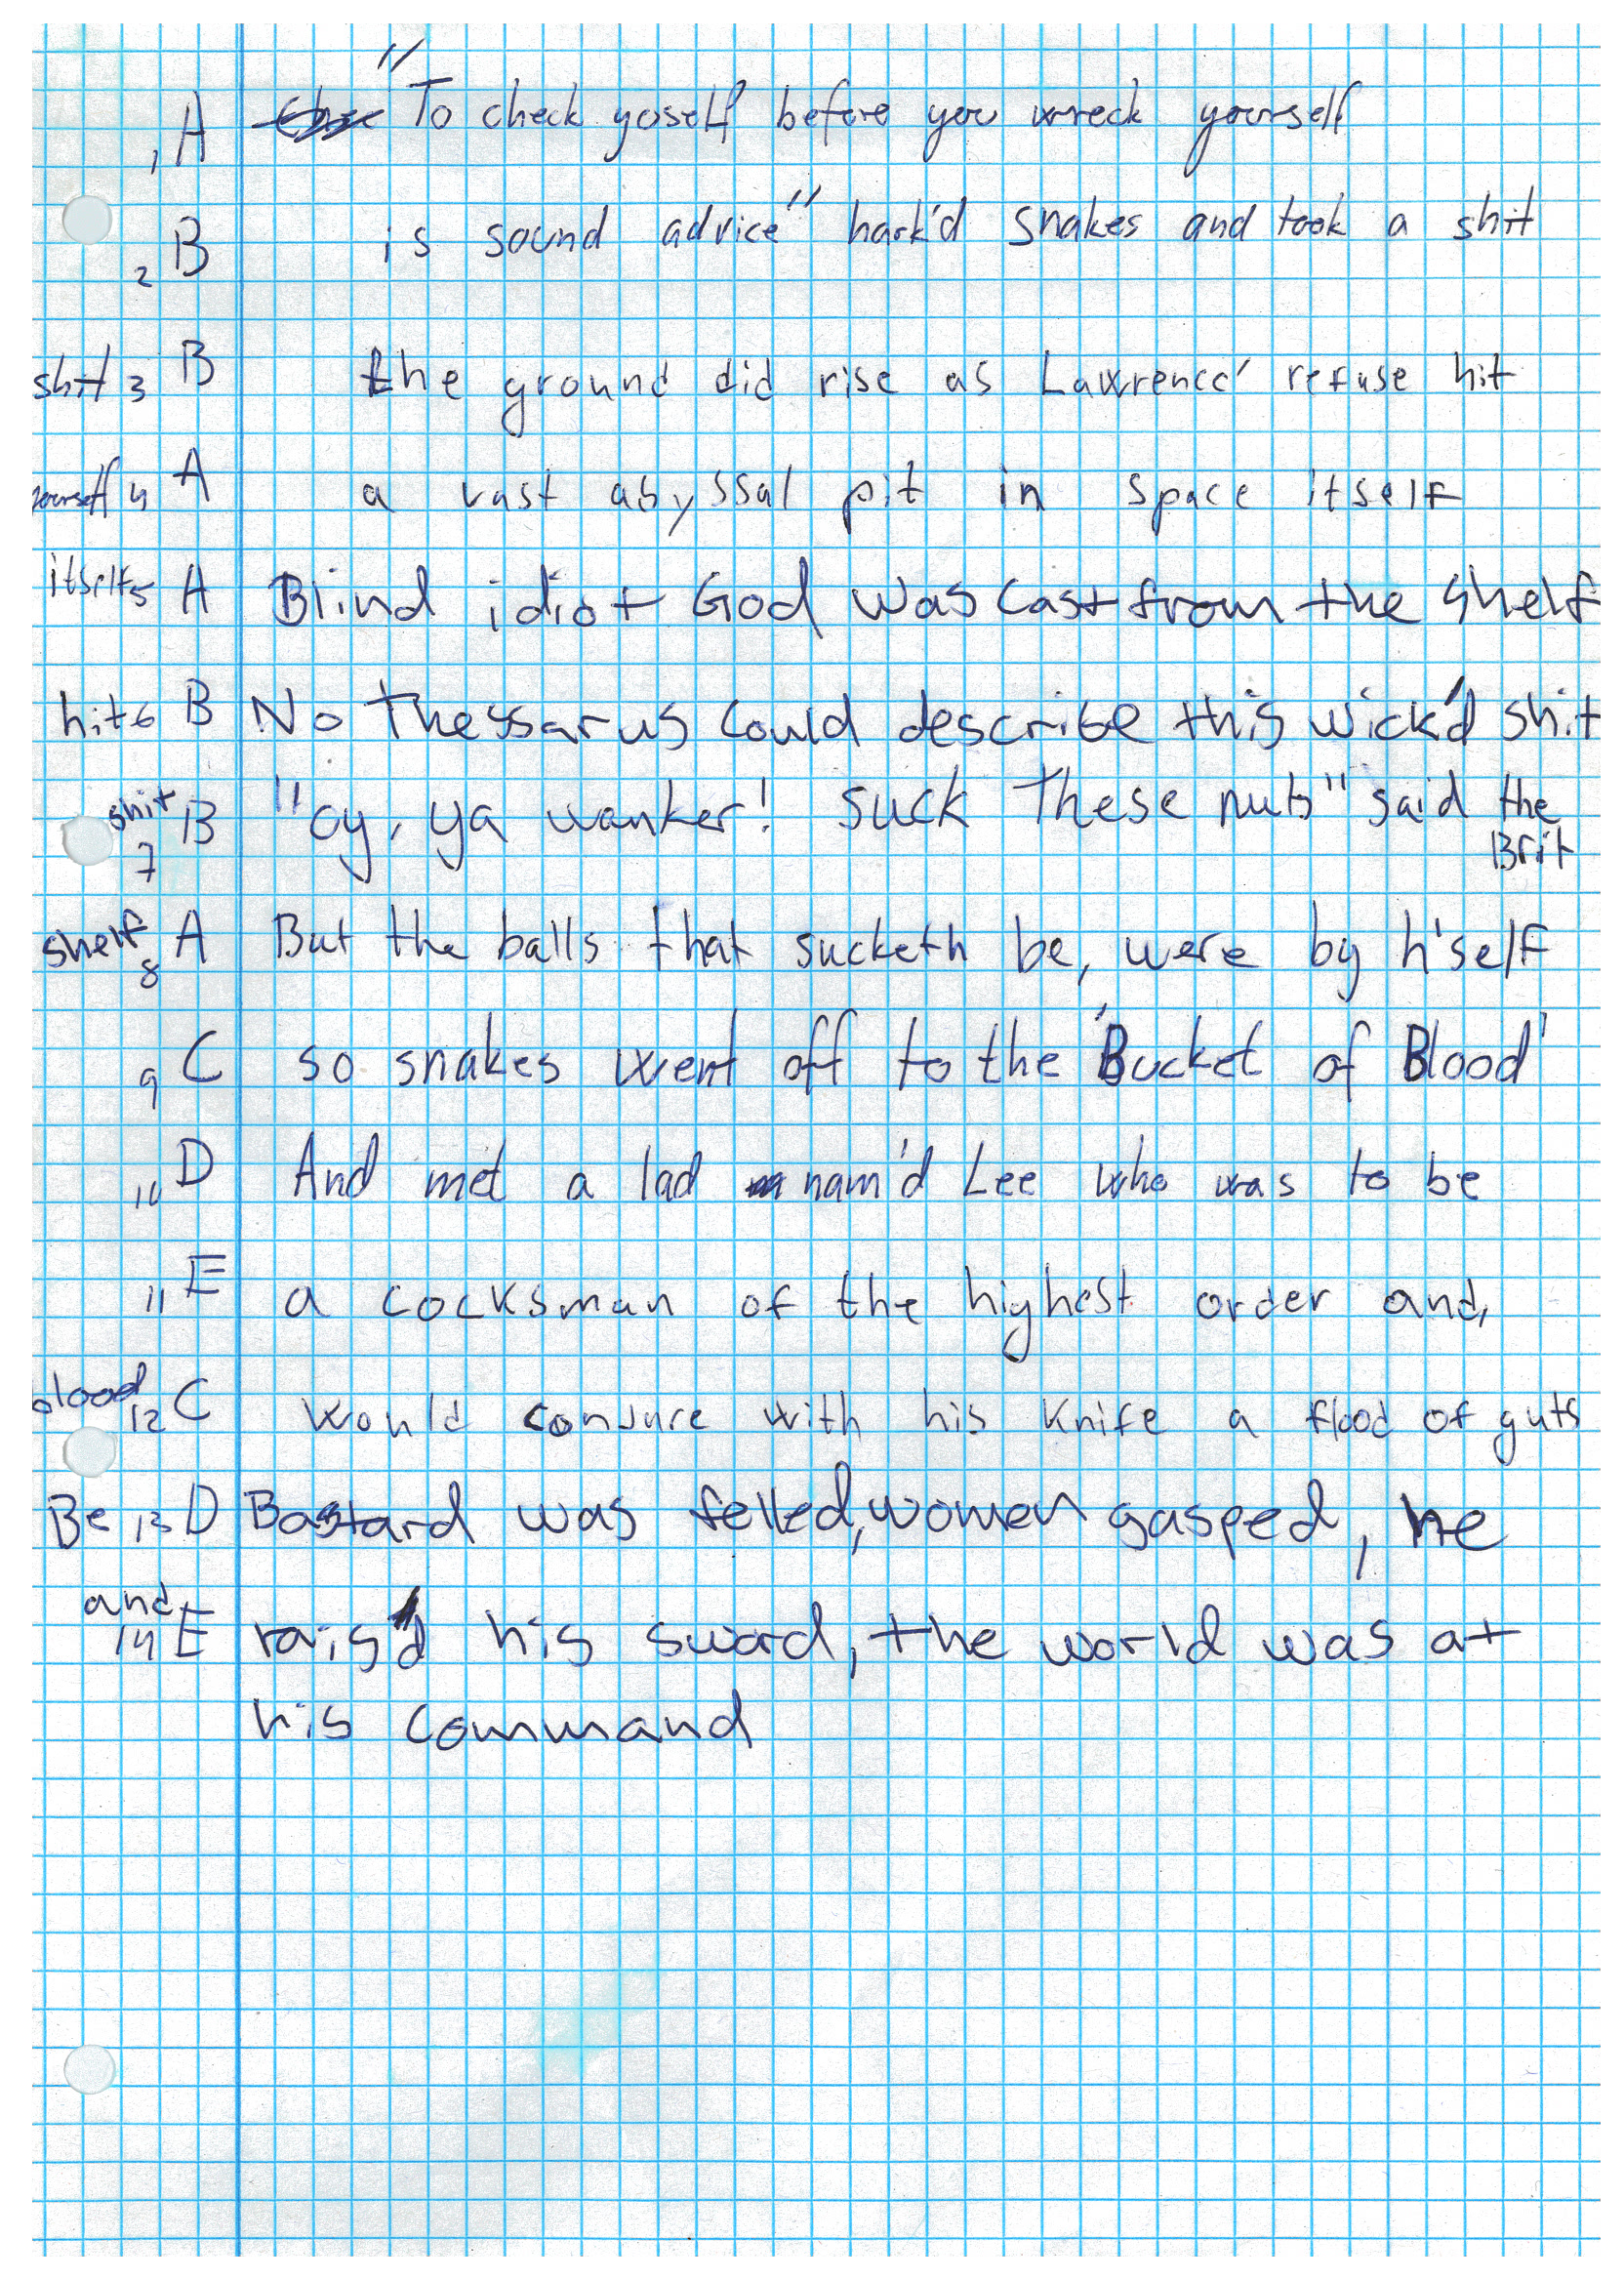 1 A "To check yoself before you wreck yourself
2 B is sound advice" hark'd snakes and took a shit
shit 3 B the ground did rise as Lawrence' refuse hit
yourself 4 A a vast abyssal pit in space itself
itself 5 A Blind idiot God was cast from the shelf
hit 6 B No Thessarus could describe this wick'd shit
shit 7 B "oy, ya wanker! suck These nuts" said the
Brit
shelf 8 A But the balls that sucketh be, were by h'self
9 C so snakes went off to the 'Bucket of Blood'
10 D And met a lad nam'd Lee who was to be
11 E a cocksman of the highest order and,
blood 12 C would conjure with his knife a flood of guts
Be 13 D Bastard was felled, women gasped, he
and 14 E rais'd his sword, the world was at
his command